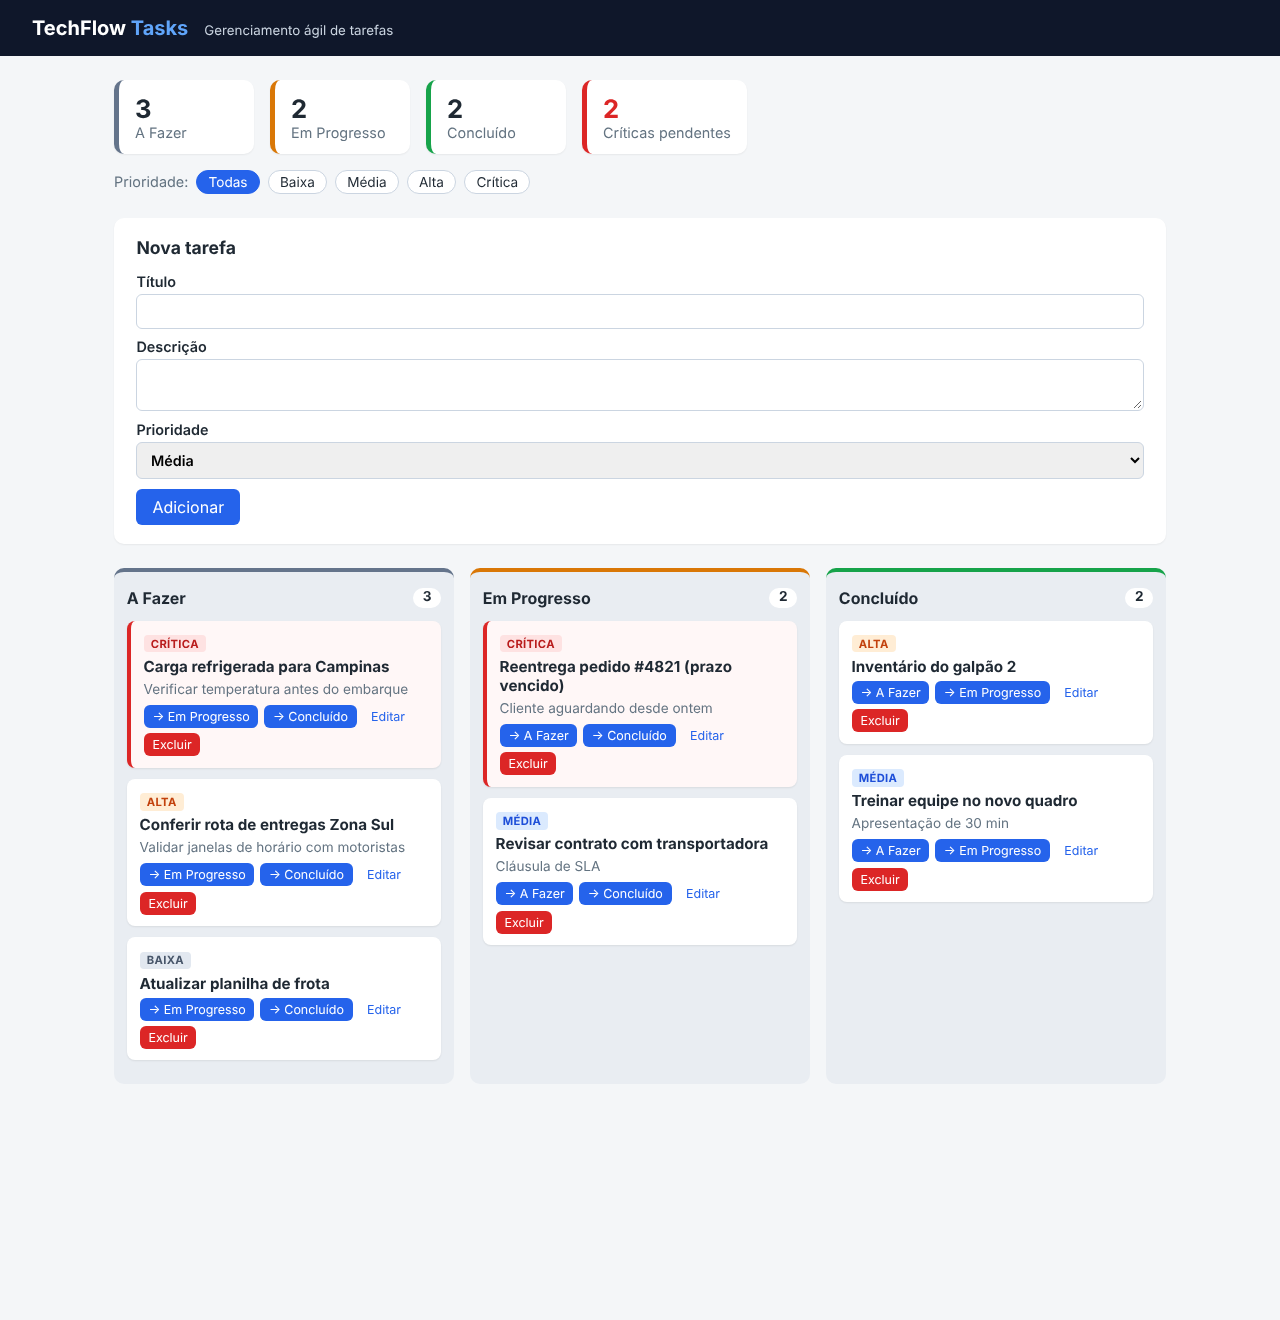 TechFlow Tasks Gerenciamento ágil de tarefas
3
A Fazer
2
Em Progresso
2
Concluído
2
Críticas pendentes
Prioridade: Todas Baixa Média Alta Crítica
Nova tarefa
Título
Descrição
Prioridade
Média
Adicionar
A Fazer 3
CRÍTICA
Carga refrigerada para Campinas
Verificar temperatura antes do embarque
→ Em Progresso → Concluído Editar
Excluir
ALTA
Conferir rota de entregas Zona Sul
Validar janelas de horário com motoristas
→ Em Progresso → Concluído Editar
Excluir
BAIXA
Atualizar planilha de frota
→ Em Progresso → Concluído Editar
Excluir
Em Progresso 2
CRÍTICA
Reentrega pedido #4821 (prazo
vencido)
Cliente aguardando desde ontem
→ A Fazer → Concluído Editar
Excluir
MÉDIA
Revisar contrato com transportadora
Cláusula de SLA
→ A Fazer → Concluído Editar
Excluir
Concluído 2
ALTA
Inventário do galpão 2
→ A Fazer → Em Progresso Editar
Excluir
MÉDIA
Treinar equipe no novo quadro
Apresentação de 30 min
→ A Fazer → Em Progresso Editar
Excluir